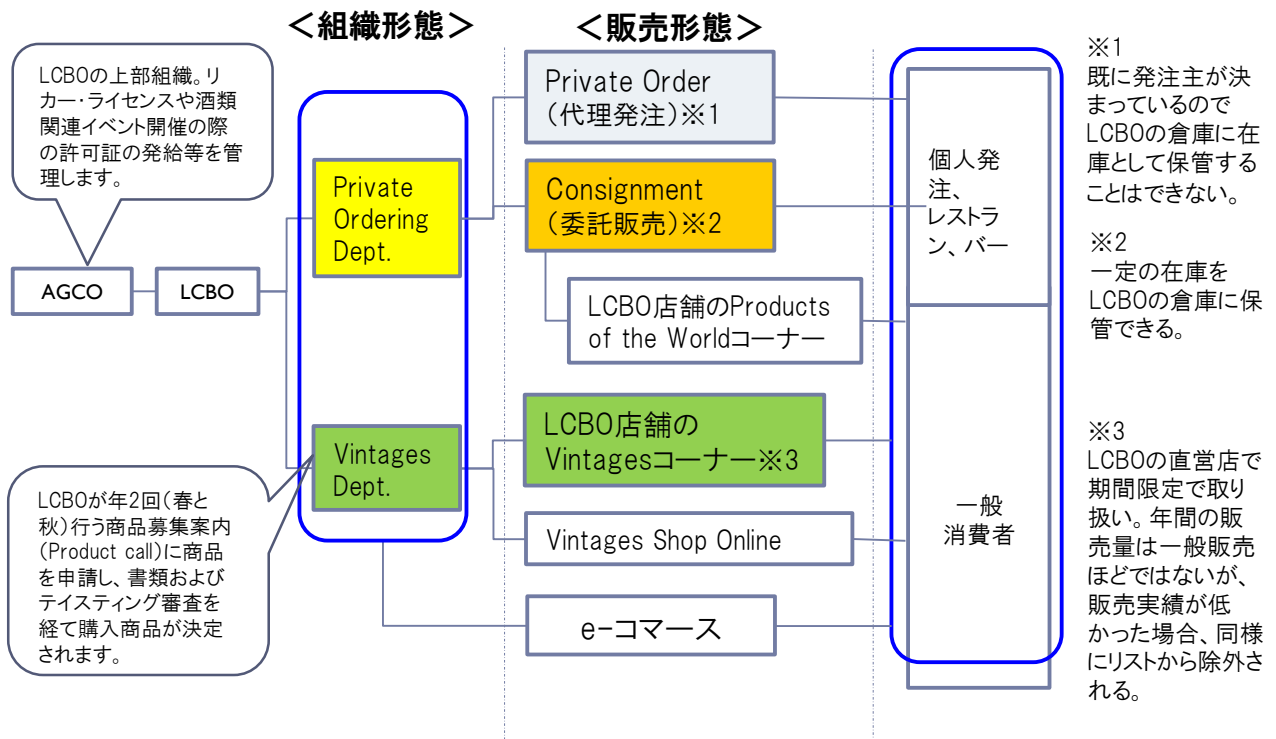 <組織形態>
<販売形態>
LCBOの上部組織。リ
カー・ライセンスや酒類
関連イベント開催の際
の許可証の発給等を管
理します。
AGCO
LCBO
Private
Ordering
Dept.
Vintages
Dept.
LCBOが年2回(春と
秋)行う商品募集案内
(Product call)に商品
を申請し、書類および
テイスティング審査を
経て購入商品が決定
されます。
Private Order
(代理発注)※1
Consignment
(委託販売)※2
LCBO店舗のProducts
of the Worldコーナー
LCBO店舗の
Vintagesコーナー※3
Vintages Shop Online
e-コマース
個人発
注、
レストラ
ン、バー
一般
消費者
※1
既に発注主が決
まっているので
LCBOの倉庫に在
庫として保管する
ことはできない。
※2
一定の在庫を
LCBOの倉庫に保
管できる。
※3
LCBOの直営店で
期間限定で取り
扱い。年間の販
売量は一般販売
ほどではないが、
販売実績が低
かった場合、同様
にリストから除外さ
れる。